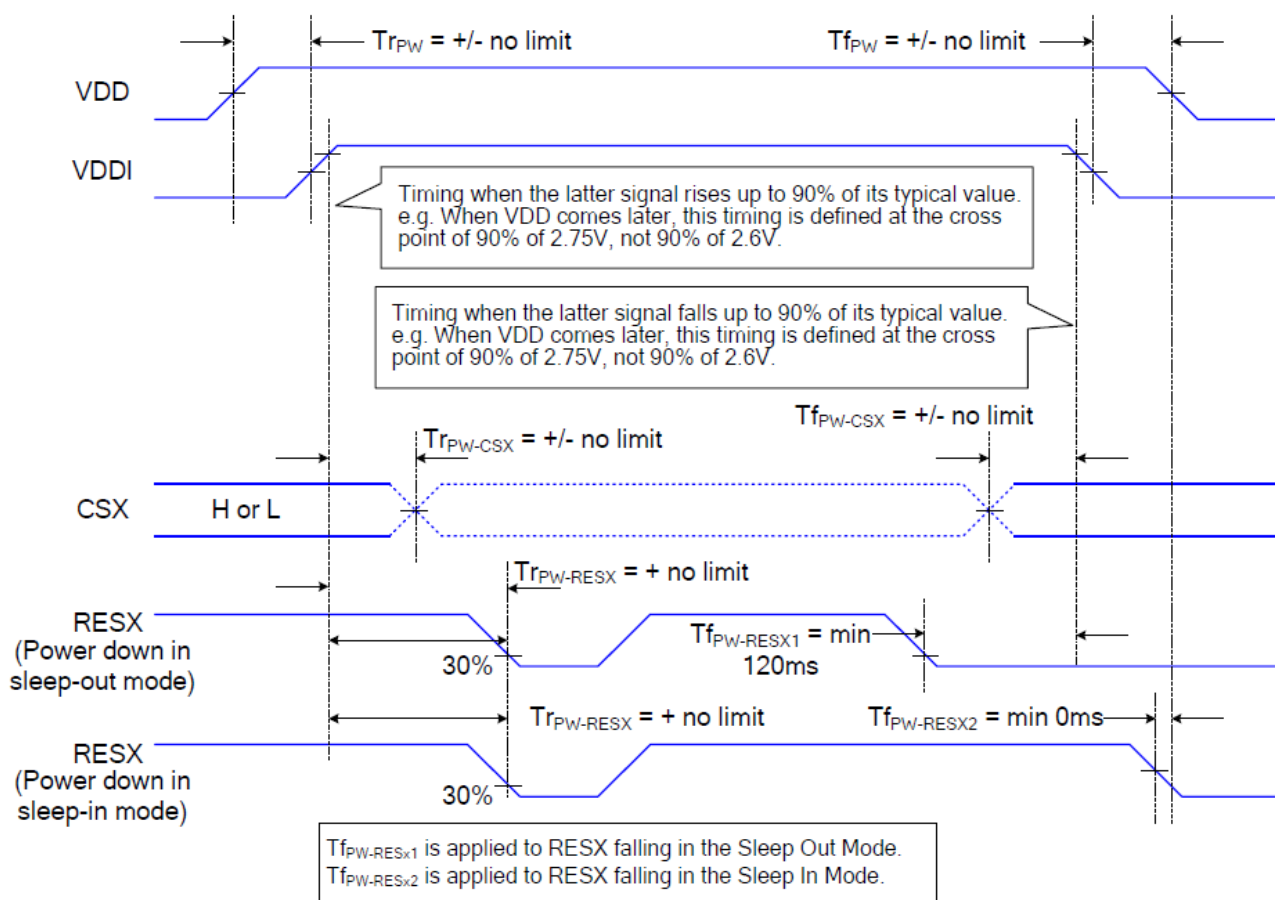 TrPW = +/- no limit
TfPW = +/- no limit
VDD
VDDI
Timing when the latter signal rises up to 90% of its typical value.
e.g. When VDD comes later, this timing is defined at the cross
point of 90% of 2.75V, not 90% of 2.6V.
Timing when the latter signal falls up to 90% of its typical value.
e.g. When VDD comes later, this timing is defined at the cross
point of 90% of 2.75V, not 90% of 2.6V.
TfPW-CSX = +/- no limit
TrPW-CSX = +/- no limit
CSX
H or L
TrPW-RESX = + no limit
RESX
(Power down in
sleep-out mode)
30%
TfPW-RESX1 = min
120ms
TrPW-RESX = + no limit
TfPW-RESX2 = min 0ms
RESX
(Power down in
sleep-in mode)
30%
TfPW-RESx1 is applied to RESX falling in the Sleep Out Mode.
TfPW-RESx2 is applied to RESX falling in the Sleep In Mode.